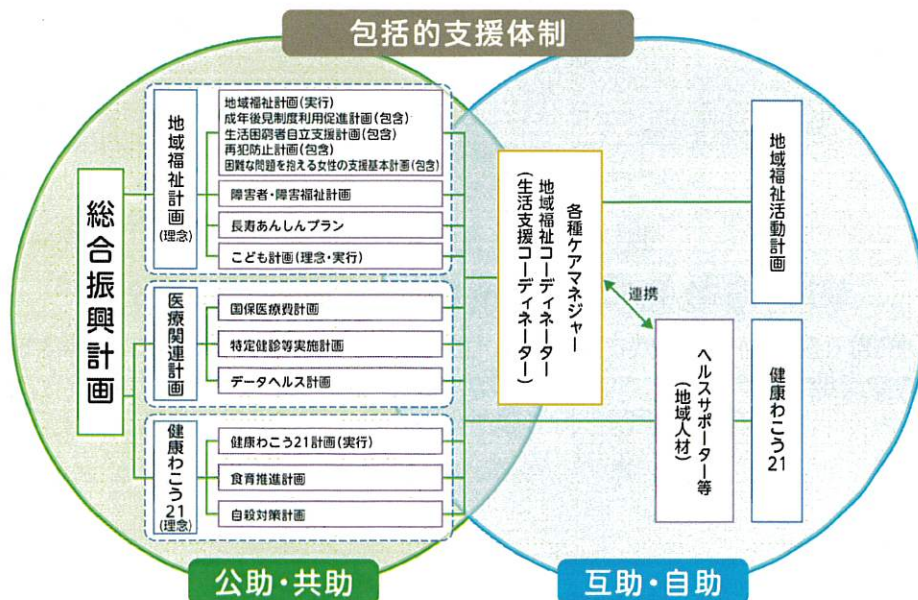 包括的支援体制
総合振興計画
地域福祉計画
(理念)
地域福祉計画(実行)
成年後見制度利用促進計画(包含)
生活困窮者自立支援計画(包含)
再犯防止計画(包含)
困難な問題を抱える女性の支援基本計画(包含)
障害者・障害福祉計画
長寿あんしんプラン
こども計画(理念・実行)
医療関連計画
国保医療費計画
特定健診等実施計画
データヘルス計画
健康わこう21
(理念)
健康わこう21計画(実行)
食育推進計画
自殺対策計画
各種ケアマネジャー
地域福祉コーディネーター
(生活支援コーディネーター)
連携
ヘルスサポーター等
(地域人材)
地域福祉活動計画
健康わこう21
公助・共助
互助・自助